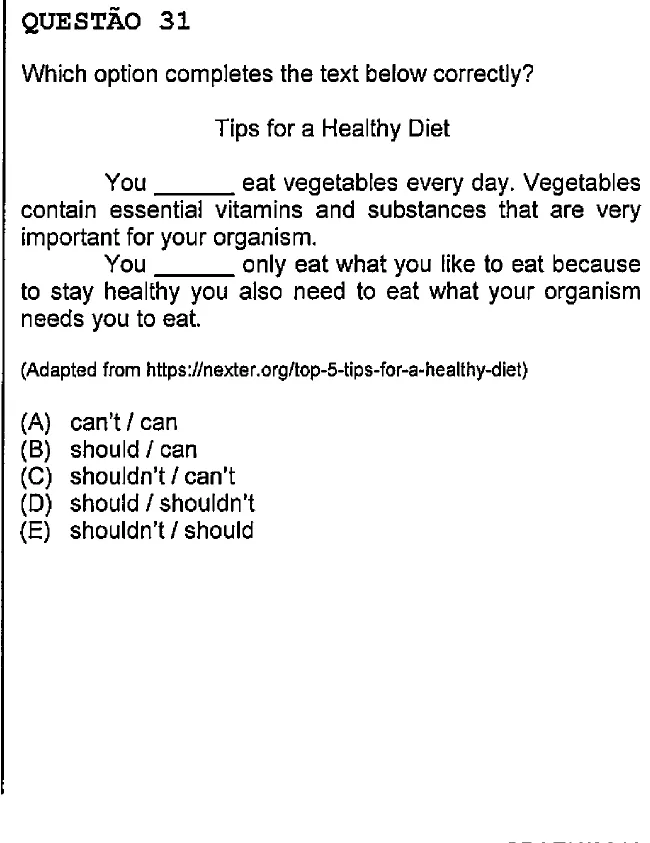 QUESTÃO 31
Which option completes the text below correctly?
Tips for a Healthy Diet
You _______ eat vegetables every day. Vegetables
contain essential vitamins and substances that are very
important for your organism.
You _______ only eat what you like to eat because
to stay healthy you also need to eat what your organism
needs you to eat.
(Adapted from https://nexter.org/top-5-tips-for-a-healthy-diet)
(A) can't / can
(B) should / can
(C) shouldn't / can't
(D) should / shouldn't
(E) shouldn't / should